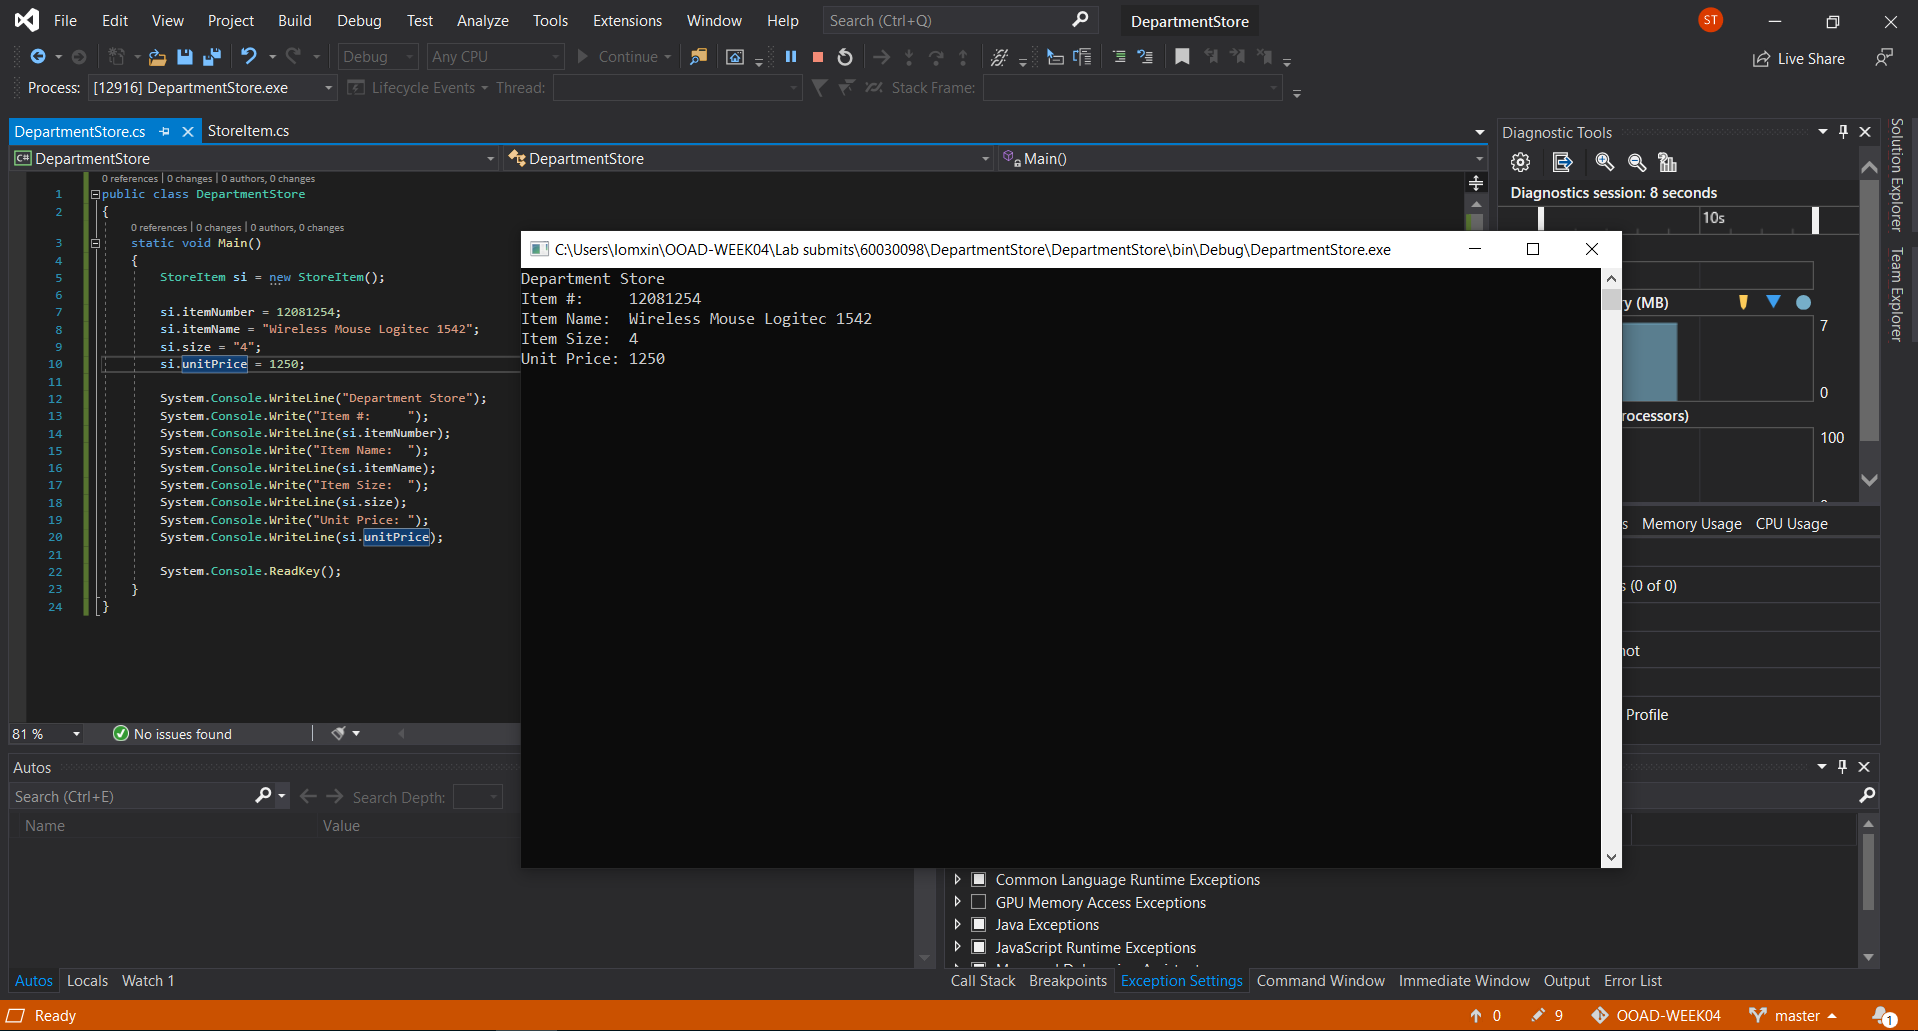 File Edit View Project Build Debug Test Analyze Tools Extensions Window Help Search (Ctrl+Q) DepartmentStore ST
Debug Any CPU Continue Live Share
Process: [12916] DepartmentStore.exe Lifecycle Events Thread: Stack Frame:
DepartmentStore.cs StoreItem.cs
C# DepartmentStore DepartmentStore Main()
0 references | 0 changes | 0 authors, 0 changes
1 public class DepartmentStore
2 {
0 references | 0 changes | 0 authors, 0 changes
3 static void Main()
4 {
5 StoreItem si = new StoreItem();
6
7 si.itemNumber = 12081254;
8 si.itemName = "Wireless Mouse Logitec 1542";
9 si.size = "4";
10 si.unitPrice = 1250;
11
12 System.Console.WriteLine("Department Store");
13 System.Console.Write("Item #:     ");
14 System.Console.WriteLine(si.itemNumber);
15 System.Console.Write("Item Name:  ");
16 System.Console.WriteLine(si.itemName);
17 System.Console.Write("Item Size:  ");
18 System.Console.WriteLine(si.size);
19 System.Console.Write("Unit Price: ");
20 System.Console.WriteLine(si.unitPrice);
21
22 System.Console.ReadKey();
23 }
24 }
81 % No issues found
C:\Users\lomxin\OOAD-WEEK04\Lab submits\60030098\DepartmentStore\DepartmentStore\bin\Debug\DepartmentStore.exe
Department Store
Item #:     12081254
Item Name:  Wireless Mouse Logitec 1542
Item Size:  4
Unit Price: 1250
Diagnostic Tools
Diagnostics session: 8 seconds
10s
y (MB)
7
0
rocessors)
100
s Memory Usage CPU Usage
s (0 of 0)
not
Profile
Solution Explorer
Team Explorer
Autos
Search (Ctrl+E) Search Depth:
Name Value
Autos Locals Watch 1
Common Language Runtime Exceptions
GPU Memory Access Exceptions
Java Exceptions
JavaScript Runtime Exceptions
Call Stack Breakpoints Exception Settings Command Window Immediate Window Output Error List
Ready 0 9 OOAD-WEEK04 master 1